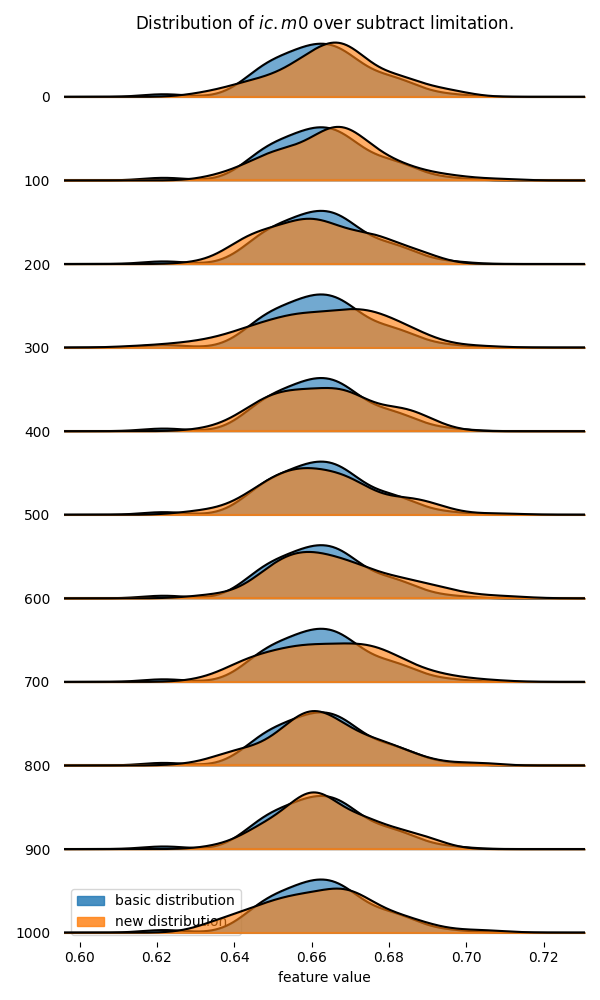 Distribution of ic.m0 over subtract limitation.
0
100
200
300
400
500
600
700
800
900
1000
basic distribution
new distribution
0.60 0.62 0.64 0.66 0.68 0.70 0.72
feature value